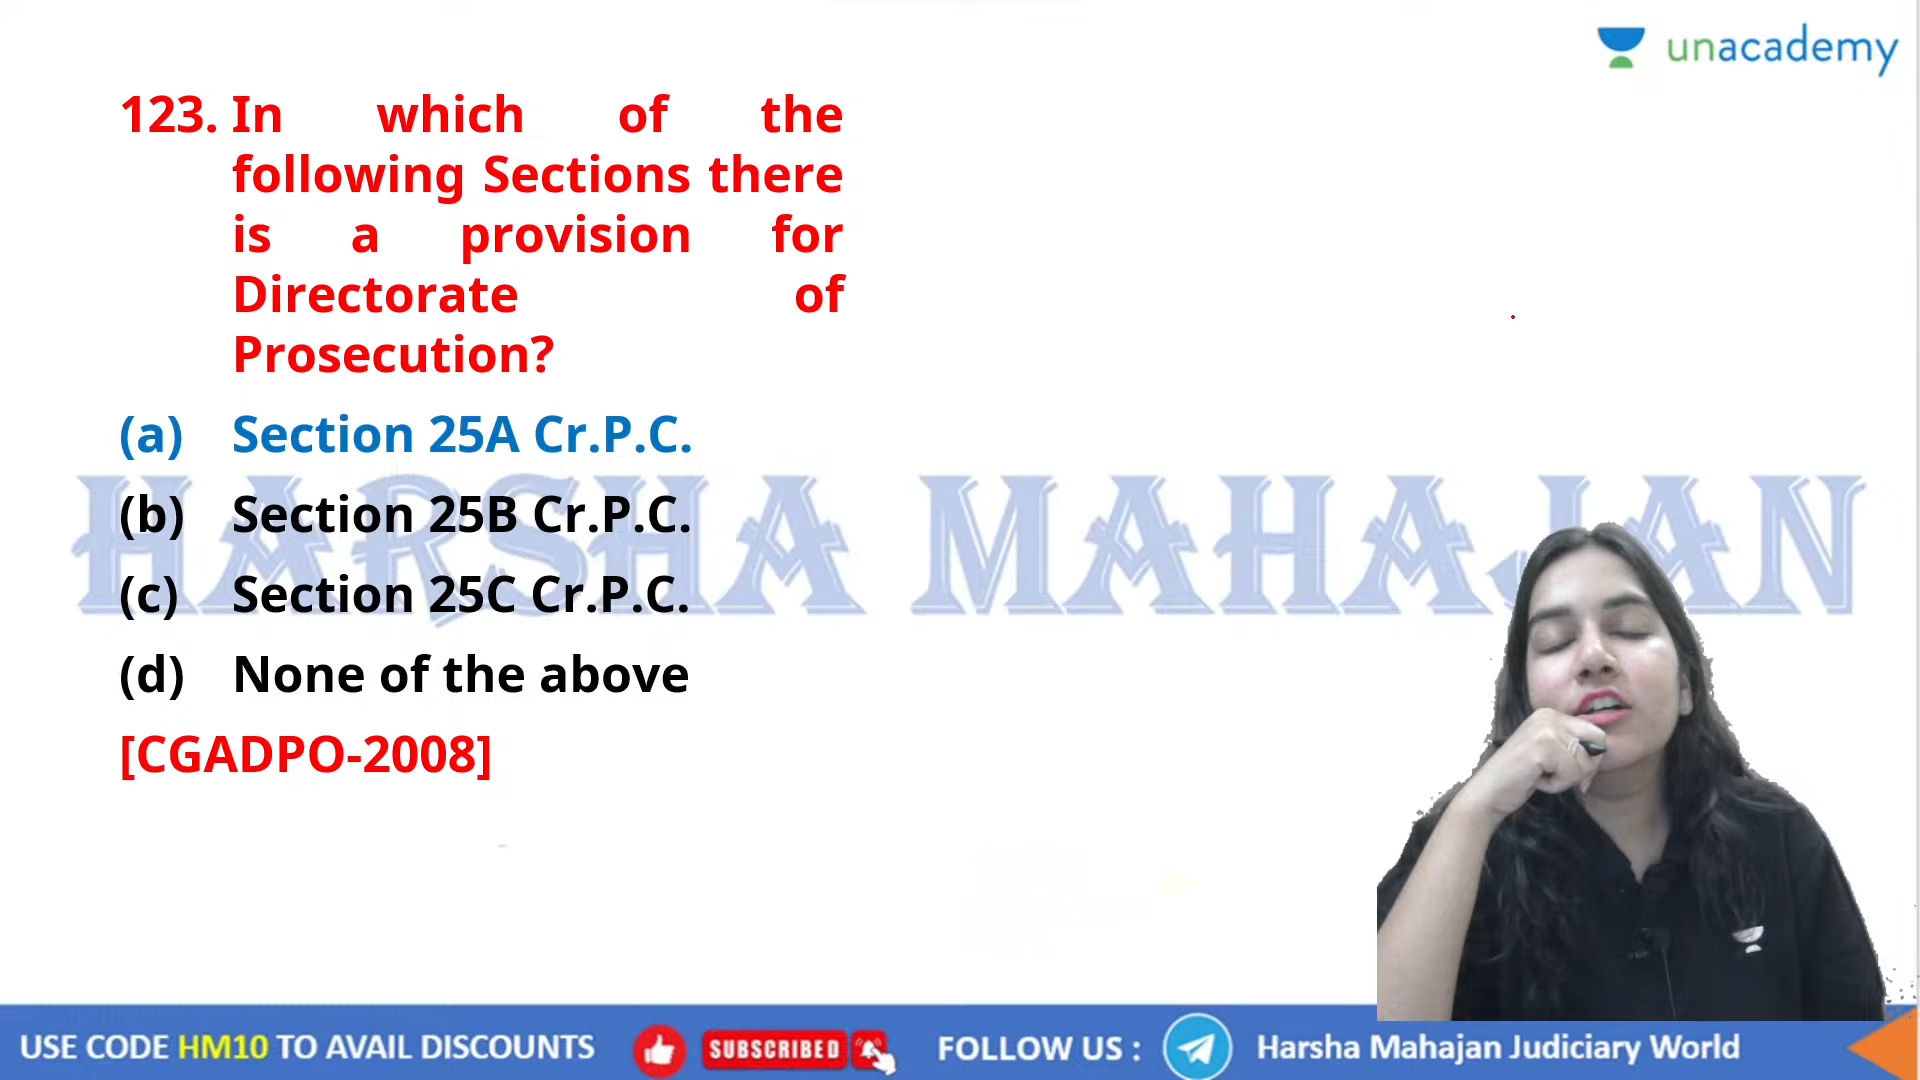 unacademy
123. In which of the
following Sections there
is a provision for
Directorate of
Prosecution?
(a) Section 25A Cr.P.C.
(b) Section 25B Cr.P.C.
(c) Section 25C Cr.P.C.
(d) None of the above
[CGADPO-2008]
HARSHA MAHAJAN
USE CODE HM10 TO AVAIL DISCOUNTS
SUBSCRIBED
FOLLOW US :
Harsha Mahajan Judiciary World